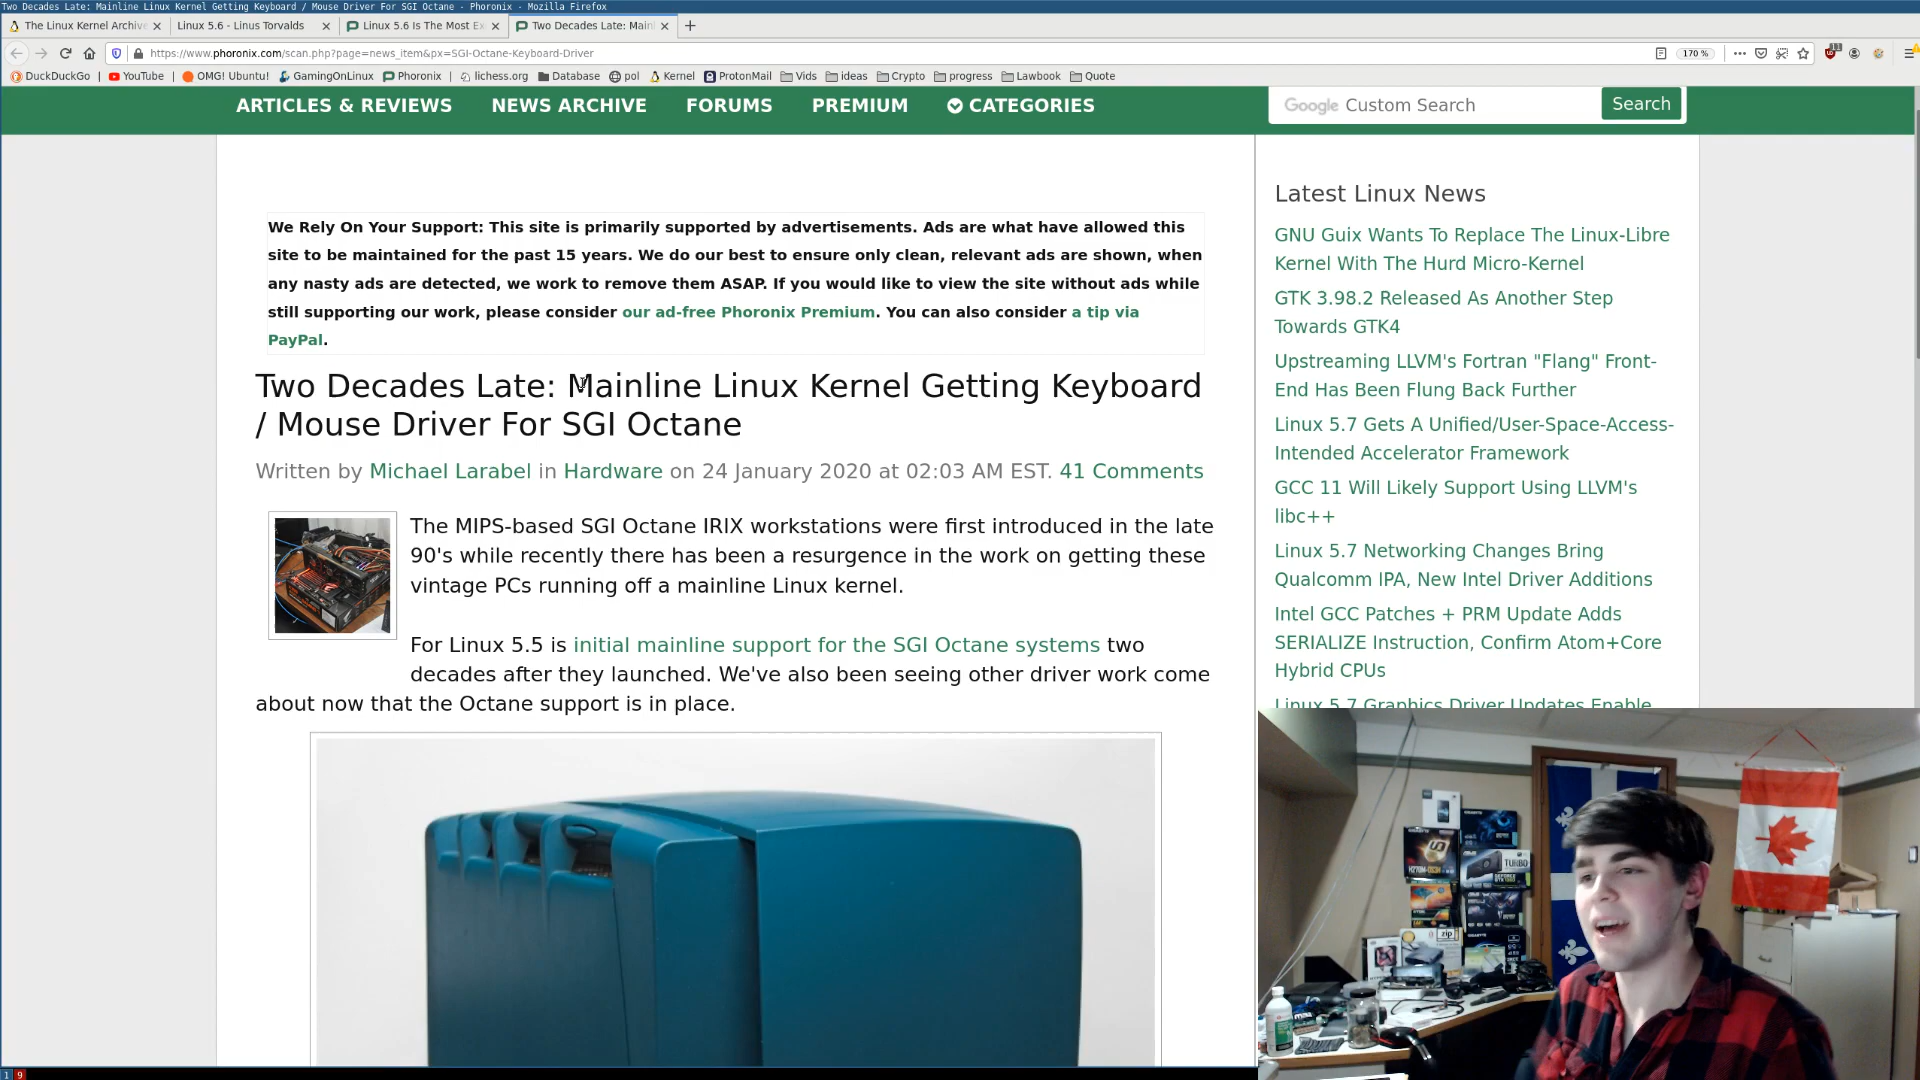 Two Decades Late: Mainline Linux Kernel Getting Keyboard / Mouse Driver For SGI Octane - Phoronix - Mozilla Firefox
The Linux Kernel Archive
Linux 5.6 - Linus Torvalds
Linux 5.6 Is The Most Ex
Two Decades Late: Mainl
https://www.phoronix.com/scan.php?page=news_item&px=SGI-Octane-Keyboard-Driver
170 %
DuckDuckGo
YouTube
OMG! Ubuntu!
GamingOnLinux
Phoronix
lichess.org
Database
pol
Kernel
ProtonMail
Vids
ideas
Crypto
progress
Lawbook
Quote
ARTICLES & REVIEWS
NEWS ARCHIVE
FORUMS
PREMIUM
CATEGORIES
Google Custom Search
Search
We Rely On Your Support: This site is primarily supported by advertisements. Ads are what have allowed this
site to be maintained for the past 15 years. We do our best to ensure only clean, relevant ads are shown, when
any nasty ads are detected, we work to remove them ASAP. If you would like to view the site without ads while
still supporting our work, please consider our ad-free Phoronix Premium. You can also consider a tip via
PayPal.
Two Decades Late: Mainline Linux Kernel Getting Keyboard
/ Mouse Driver For SGI Octane
Written by Michael Larabel in Hardware on 24 January 2020 at 02:03 AM EST. 41 Comments
The MIPS-based SGI Octane IRIX workstations were first introduced in the late
90's while recently there has been a resurgence in the work on getting these
vintage PCs running off a mainline Linux kernel.
For Linux 5.5 is initial mainline support for the SGI Octane systems two
decades after they launched. We've also been seeing other driver work come
about now that the Octane support is in place.
Latest Linux News
GNU Guix Wants To Replace The Linux-Libre
Kernel With The Hurd Micro-Kernel
GTK 3.98.2 Released As Another Step
Towards GTK4
Upstreaming LLVM's Fortran "Flang" Front-
End Has Been Flung Back Further
Linux 5.7 Gets A Unified/User-Space-Access-
Intended Accelerator Framework
GCC 11 Will Likely Support Using LLVM's
libc++
Linux 5.7 Networking Changes Bring
Qualcomm IPA, New Intel Driver Additions
Intel GCC Patches + PRM Update Adds
SERIALIZE Instruction, Confirm Atom+Core
Hybrid CPUs
Linux 5.7 Graphics Driver Updates Enable
TURBO
zip
1
9